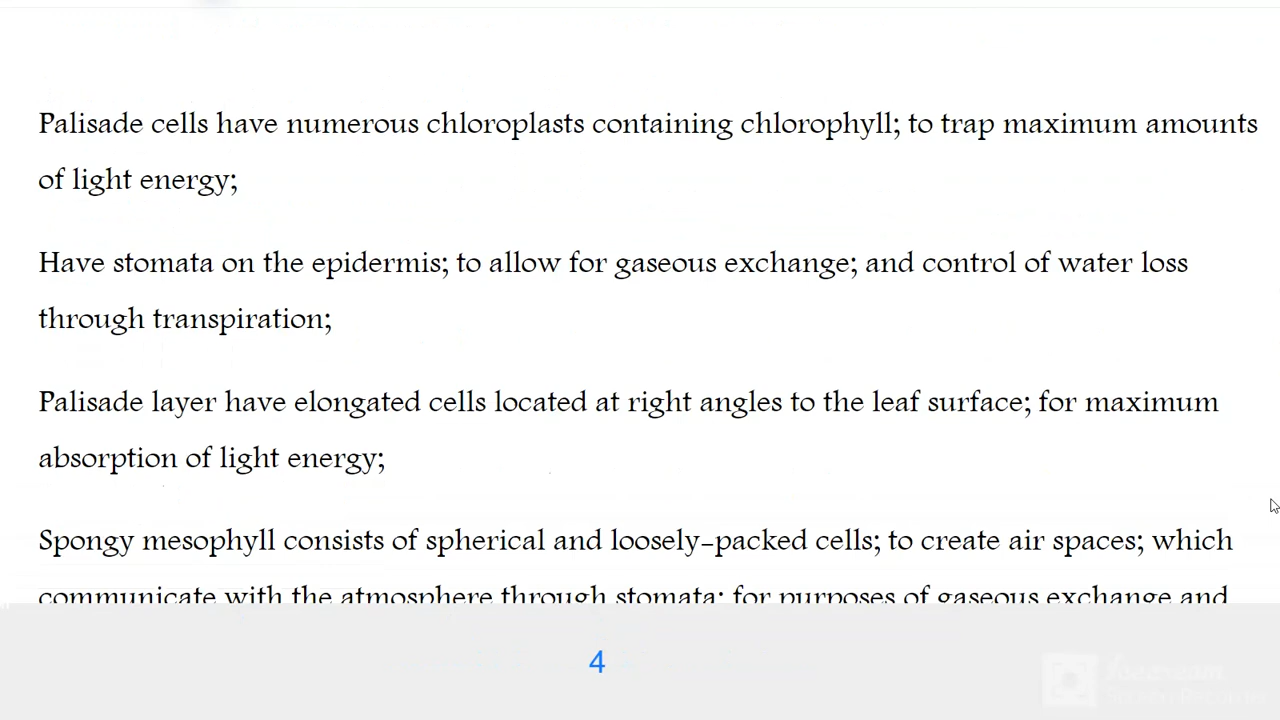 Palisade cells have numerous chloroplasts containing chlorophyll; to trap maximum amounts
of light energy;
Have stomata on the epidermis; to allow for gaseous exchange; and control of water loss
through transpiration;
Palisade layer have elongated cells located at right angles to the leaf surface; for maximum
absorption of light energy;
Spongy mesophyll consists of spherical and loosely-packed cells; to create air spaces; which
communicate with the atmosphere through stomata; for purposes of gaseous exchange and
4